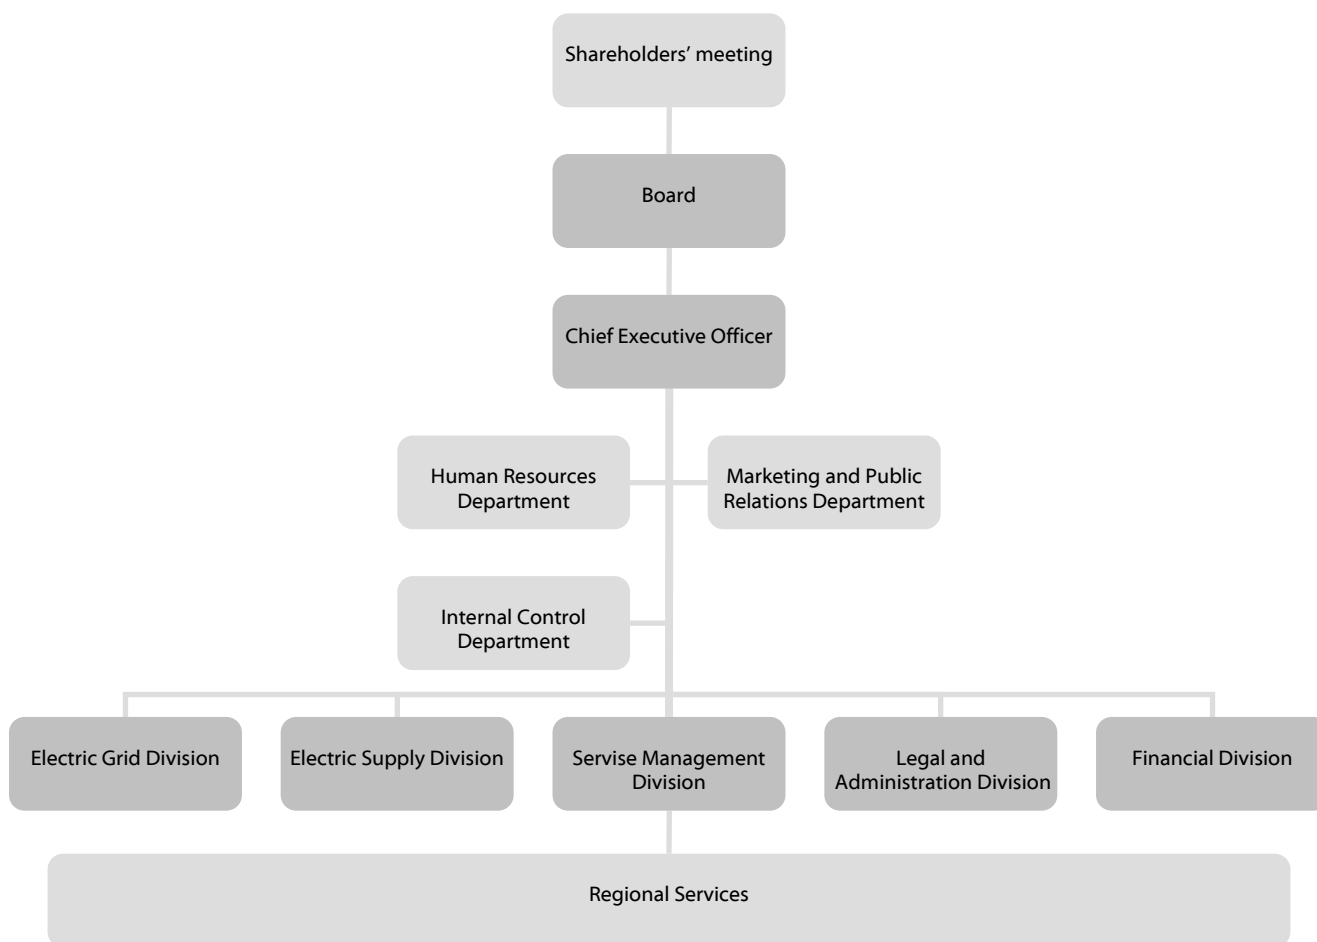 Shareholders’ meeting
Board
Chief Executive Officer
Human Resources
Department
Marketing and Public
Relations Department
Internal Control
Department
Electric Grid Division
Electric Supply Division
Servise Management
Division
Legal and
Administration Division
Financial Division
Regional Services